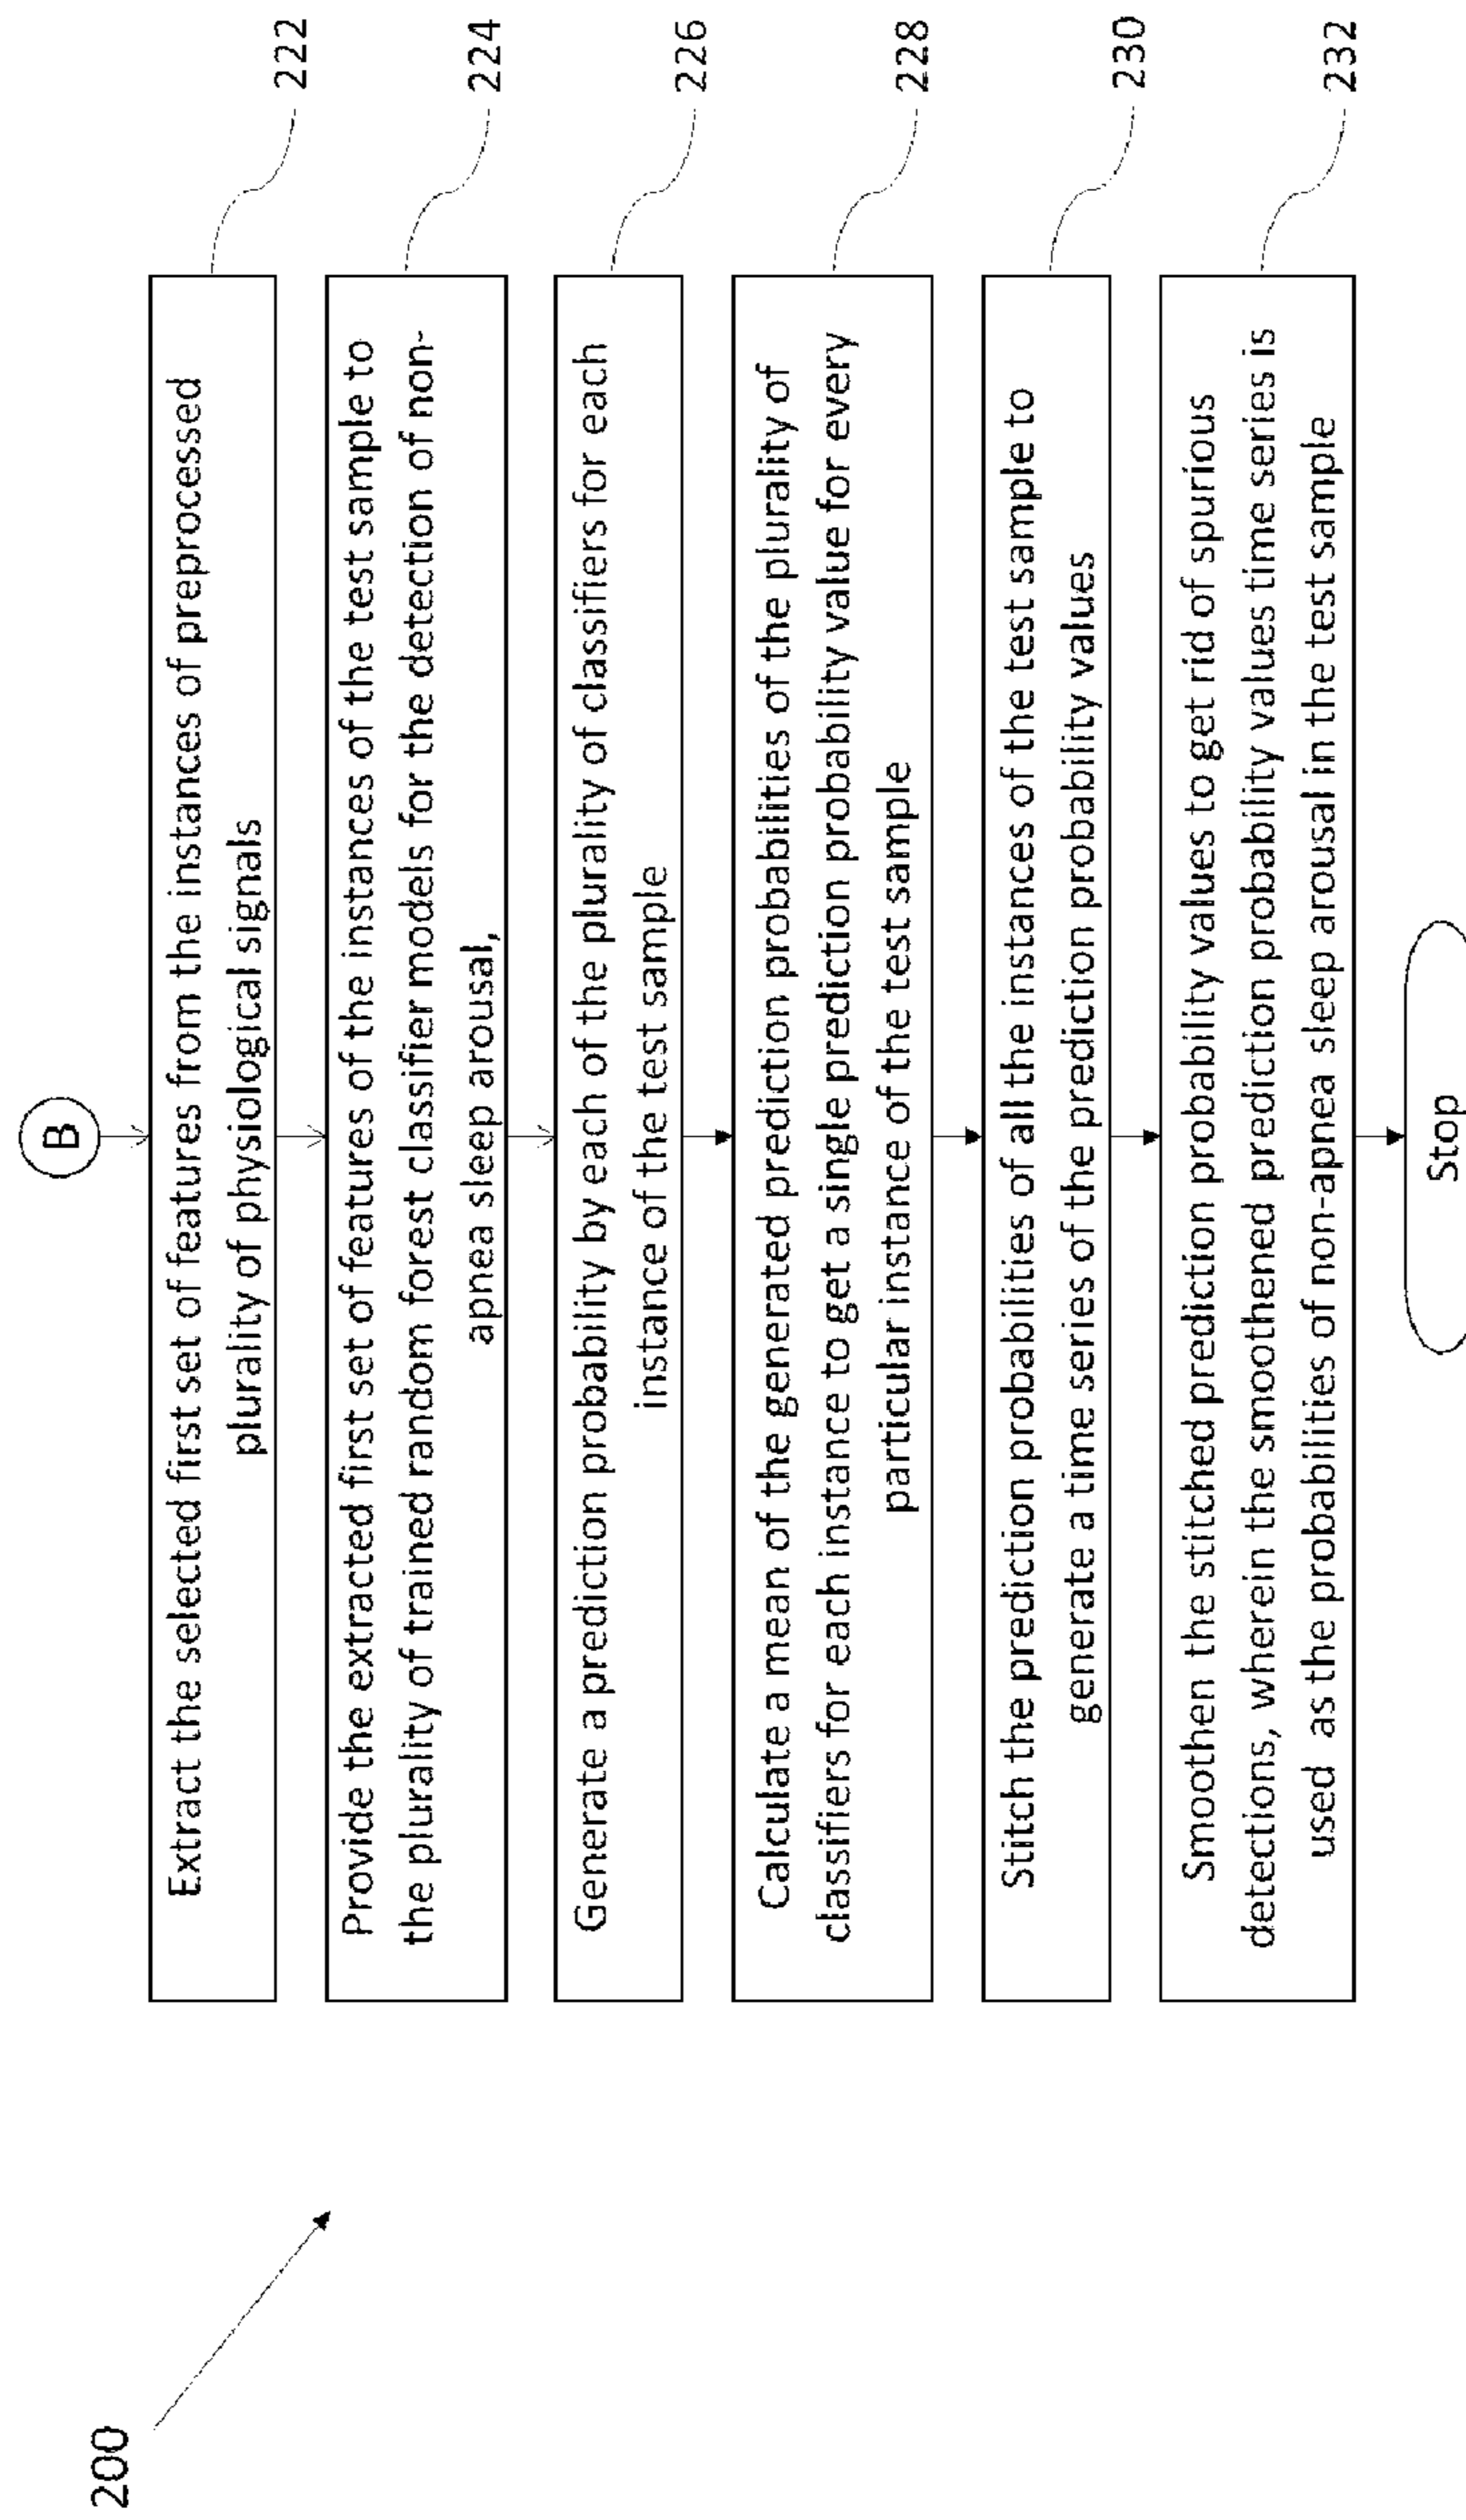 B
Extract the selected first set of features from the instances of preprocessed
plurality of physiological signals
222
Provide the extracted first set of features of the instances of the test sample to
the plurality of trained random forest classifier models for the detection of non-
apnea sleep arousal,
224
Generate a prediction probability by each of the plurality of classifiers for each
instance of the test sample
226
Calculate a mean of the generated prediction probabilities of the plurality of
classifiers for each instance to get a single prediction probability value for every
particular instance of the test sample
228
Stitch the prediction probabilities of all the instances of the test sample to
generate a time series of the prediction probability values
230
Smoothen the stitched prediction probability values to get rid of spurious
detections, wherein the smoothened prediction probability values time series is
used as the probabilities of non-apnea sleep arousal in the test sample
232
Stop
200